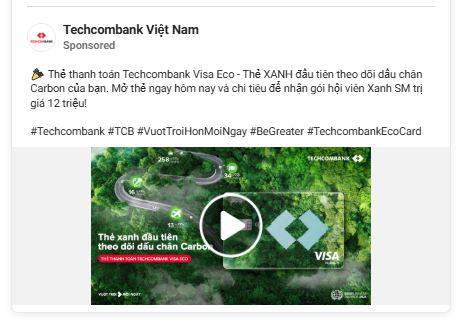 Techcombank Việt Nam
Sponsored
Thẻ thanh toán Techcombank Visa Eco - Thẻ XANH đầu tiên theo dõi dấu chân
Carbon của bạn. Mở thẻ ngay hôm nay và chi tiêu để nhận gói hội viên Xanh SM trị
giá 12 triệu!
#Techcombank #TCB #VuotTroiHonMoiNgay #BeGreater #TechcombankEcoCard
TECHCOMBANK
258
34
16
13
Thẻ xanh đầu tiên
theo dõi dấu chân Carbon
THẺ THANH TOÁN TECHCOMBANK VISA ECO
VISA
VƯỢT TRỘI
MỖI NGÀY